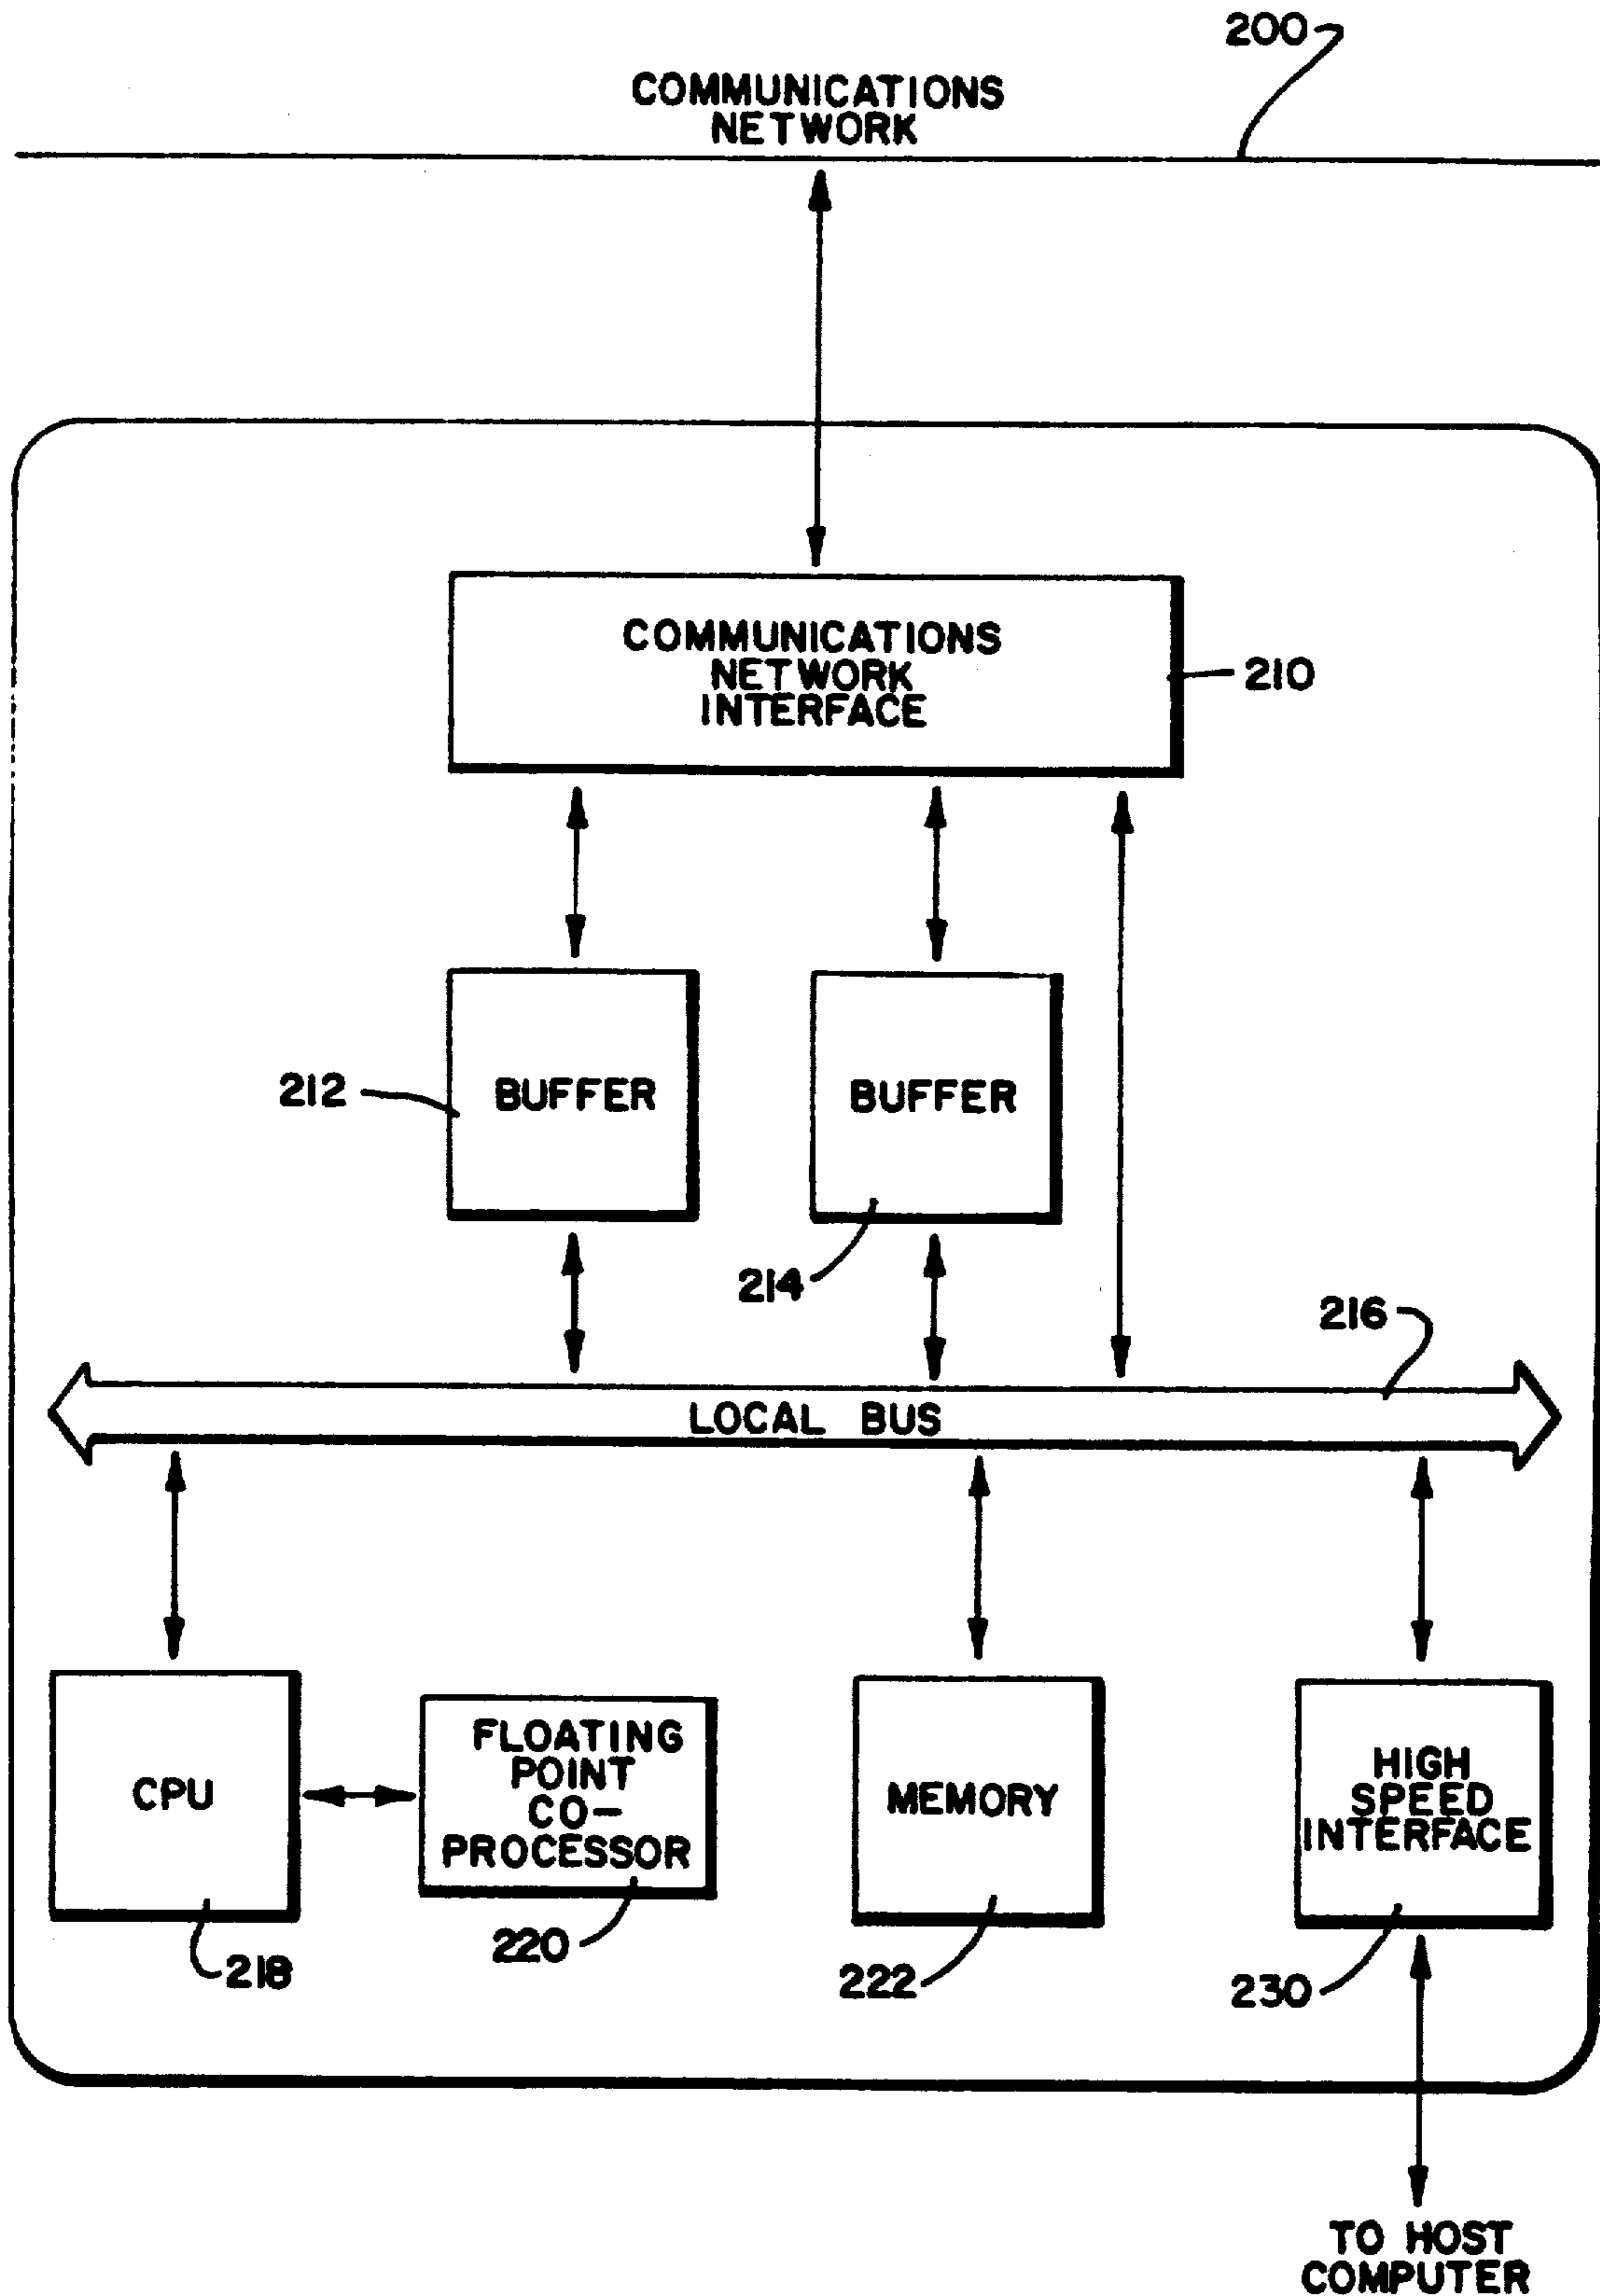 200
COMMUNICATIONS
NETWORK
COMMUNICATIONS
NETWORK
INTERFACE
210
212
BUFFER
BUFFER
214
216
LOCAL BUS
CPU
FLOATING
POINT
CO-
PROCESSOR
MEMORY
HIGH
SPEED
INTERFACE
218
220
222
230
TO HOST
COMPUTER